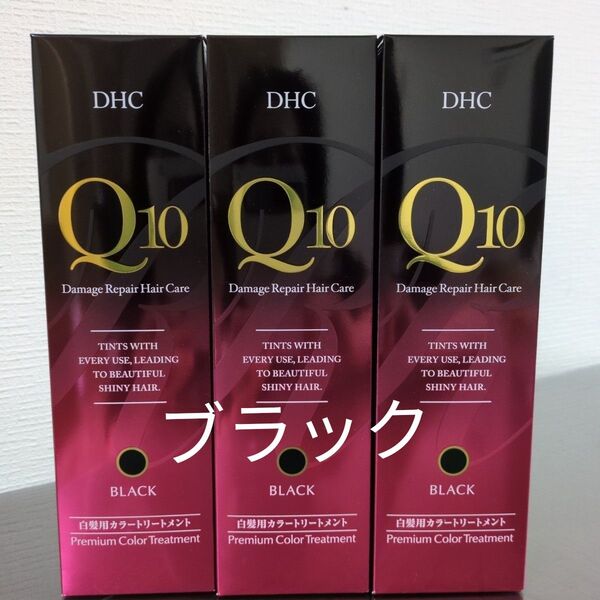 DHC
Q10
Damage Repair Hair Care
TINTS WITH
EVERY USE, LEADING
TO BEAUTIFUL
SHINY HAIR.
BLACK
白髪用カラートリートメント
Premium Color Treatment
DHC
Q10
Damage Repair Hair Care
TINTS WITH
EVERY USE, LEADING
TO BEAUTIFUL
SHINY HAIR.
BLACK
白髪用カラートリートメント
Premium Color Treatment
DHC
Q10
Damage Repair Hair Care
TINTS WITH
EVERY USE, LEADING
TO BEAUTIFUL
SHINY HAIR.
BLACK
白髪用カラートリートメント
Premium Color Treatment
ブラック